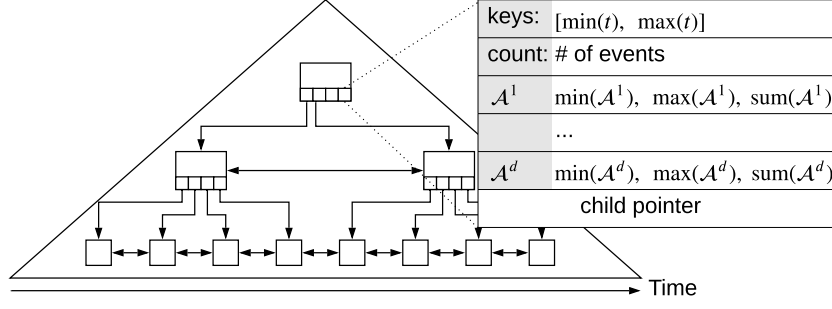 keys: [min(t), max(t)]
count: # of events
𝒜¹ min(𝒜¹), max(𝒜¹), sum(𝒜¹)
...
𝒜ᵈ min(𝒜ᵈ), max(𝒜ᵈ), sum(𝒜ᵈ)
child pointer
Time